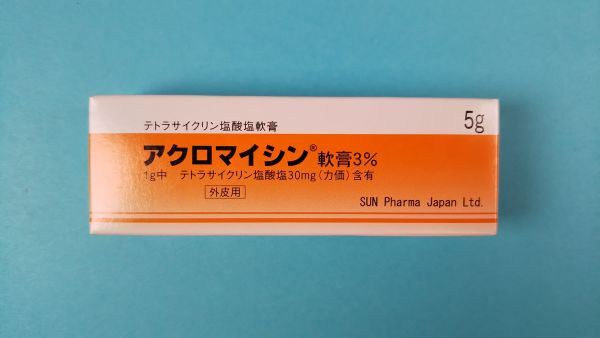 テトラサイクリン塩酸塩軟膏
5g
アクロマイシン®軟膏3%
1g中 テトラサイクリン塩酸塩30mg(力価)含有
外皮用
SUN Pharma Japan Ltd.